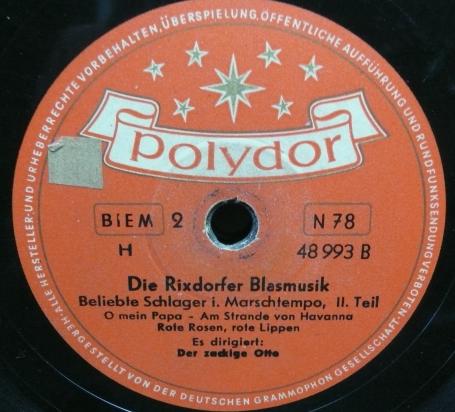 ALLE HERSTELLER-UND URHEBERRECHTE VORBEHALTEN, ÜBERSPIELUNG, ÖFFENTLICHE AUFFÜHRUNG UND RUNDFUNKSENDUNG VERBOTEN.
polydor
BIEM 2 N 78
H 48 993 B
Die Rixdorfer Blasmusik
Beliebte Schlager i. Marschtempo, II. Teil
O mein Papa - Am Strande von Havanna
Rote Rosen, rote Lippen
Es dirigiert:
Der zackige Otto
HERGESTELLT VON DER DEUTSCHEN GRAMMOPHON GESELLSCHAFT